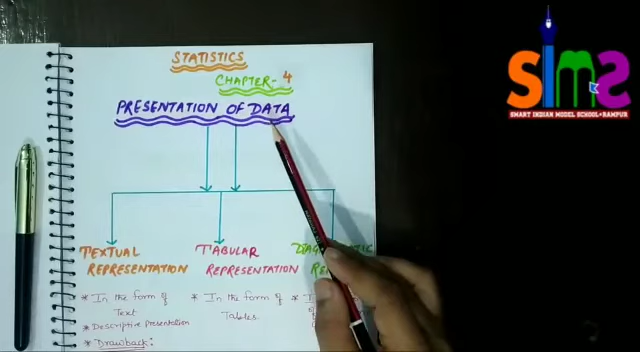 STATISTICS
CHAPTER-4
PRESENTATION OF DATA
TEXTUAL
REPRESENTATION
TABULAR
REPRESENTATION
* In the form of
Text
* Descriptive Presentation
* Drawback:
* In the form of
Tables
SIMS
SMART INDIAN MODEL SCHOOL•RAMPUR